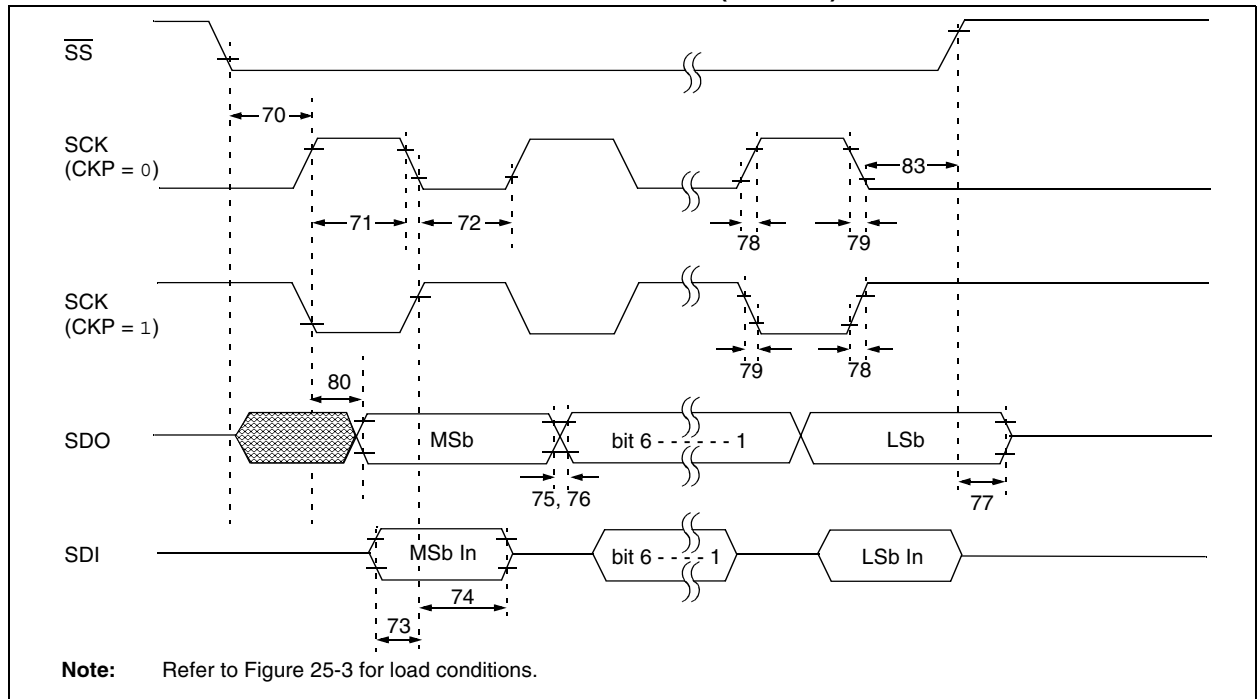 SS
70
SCK
(CKP = 0)
83
71
72
78
79
SCK
(CKP = 1)
79
78
80
SDO
MSb
bit 6 - - - - - - 1
LSb
75, 76
77
SDI
MSb In
bit 6 - - - - 1
LSb In
74
73
Note: Refer to Figure 25-3 for load conditions.